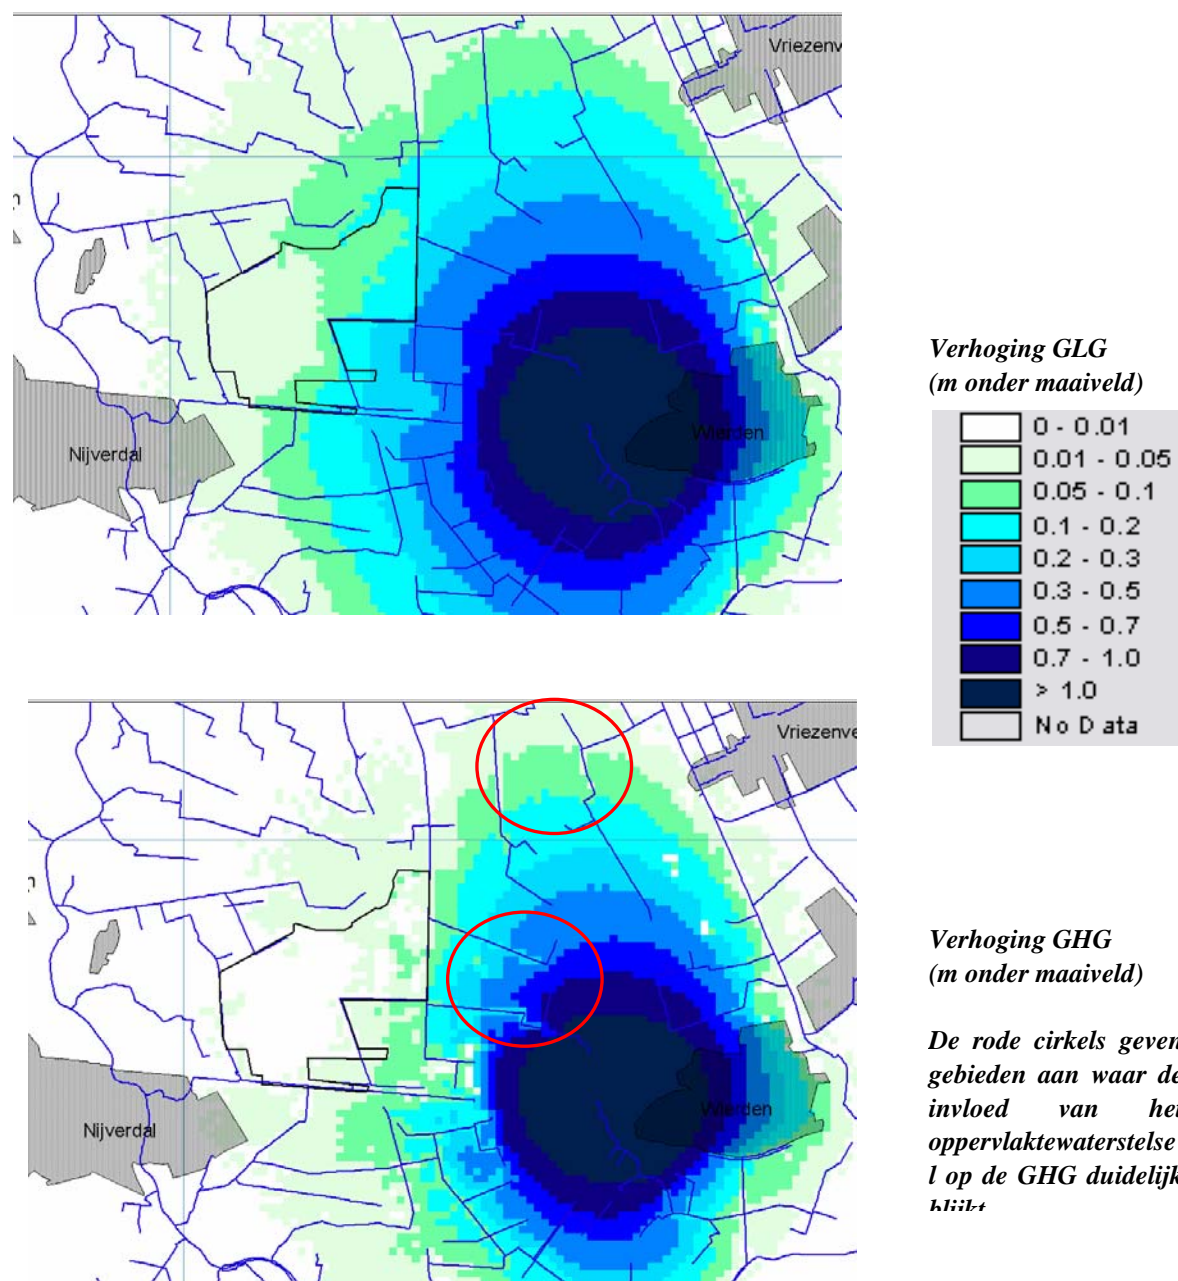 Vriezenv
n
Nijverdal
Wierden
Verhoging GLG
(m onder maaiveld)
0 - 0.01
0.01 - 0.05
0.05 - 0.1
0.1 - 0.2
0.2 - 0.3
0.3 - 0.5
0.5 - 0.7
0.7 - 1.0
> 1.0
No Data
Vriezenve
n
Nijverdal
Wierden
Verhoging GHG
(m onder maaiveld)
De rode cirkels geven
gebieden aan waar de
invloed van het
oppervlaktewaterstelse
l op de GHG duidelijk
blijkt